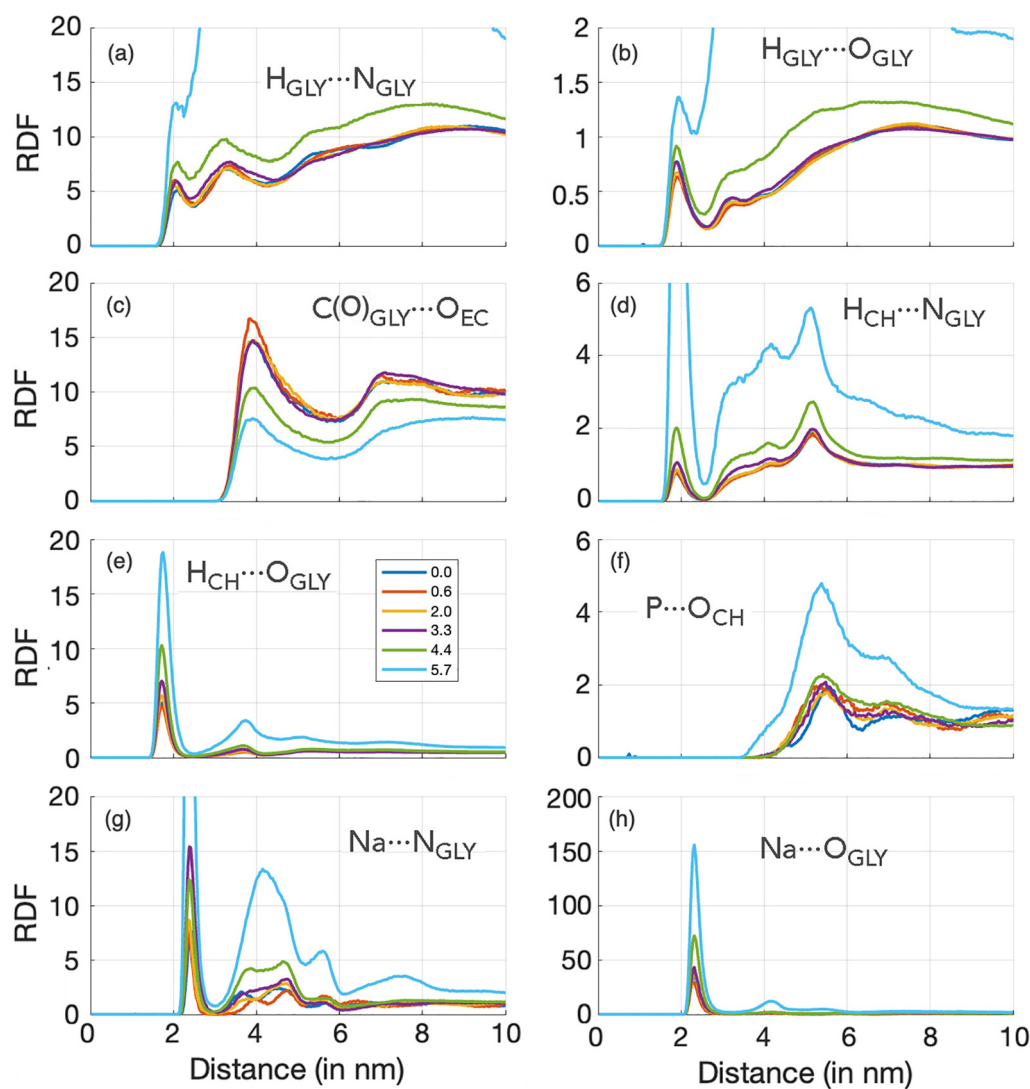 (a) H_GLY···N_GLY
RDF
20
15
10
5
0
(b) H_GLY···O_GLY
2
1.5
1
0.5
0
(c) C(O)_GLY···O_EC
RDF
20
15
10
5
0
(d) H_CH···N_GLY
6
4
2
0
(e) H_CH···O_GLY
RDF
20
15
10
5
0
0.0
0.6
2.0
3.3
4.4
5.7
(f) P···O_CH
6
4
2
0
(g) Na···N_GLY
RDF
20
15
10
5
0
0 2 4 6 8 10
Distance (in nm)
(h) Na···O_GLY
200
150
100
50
0
0 2 4 6 8 10
Distance (in nm)